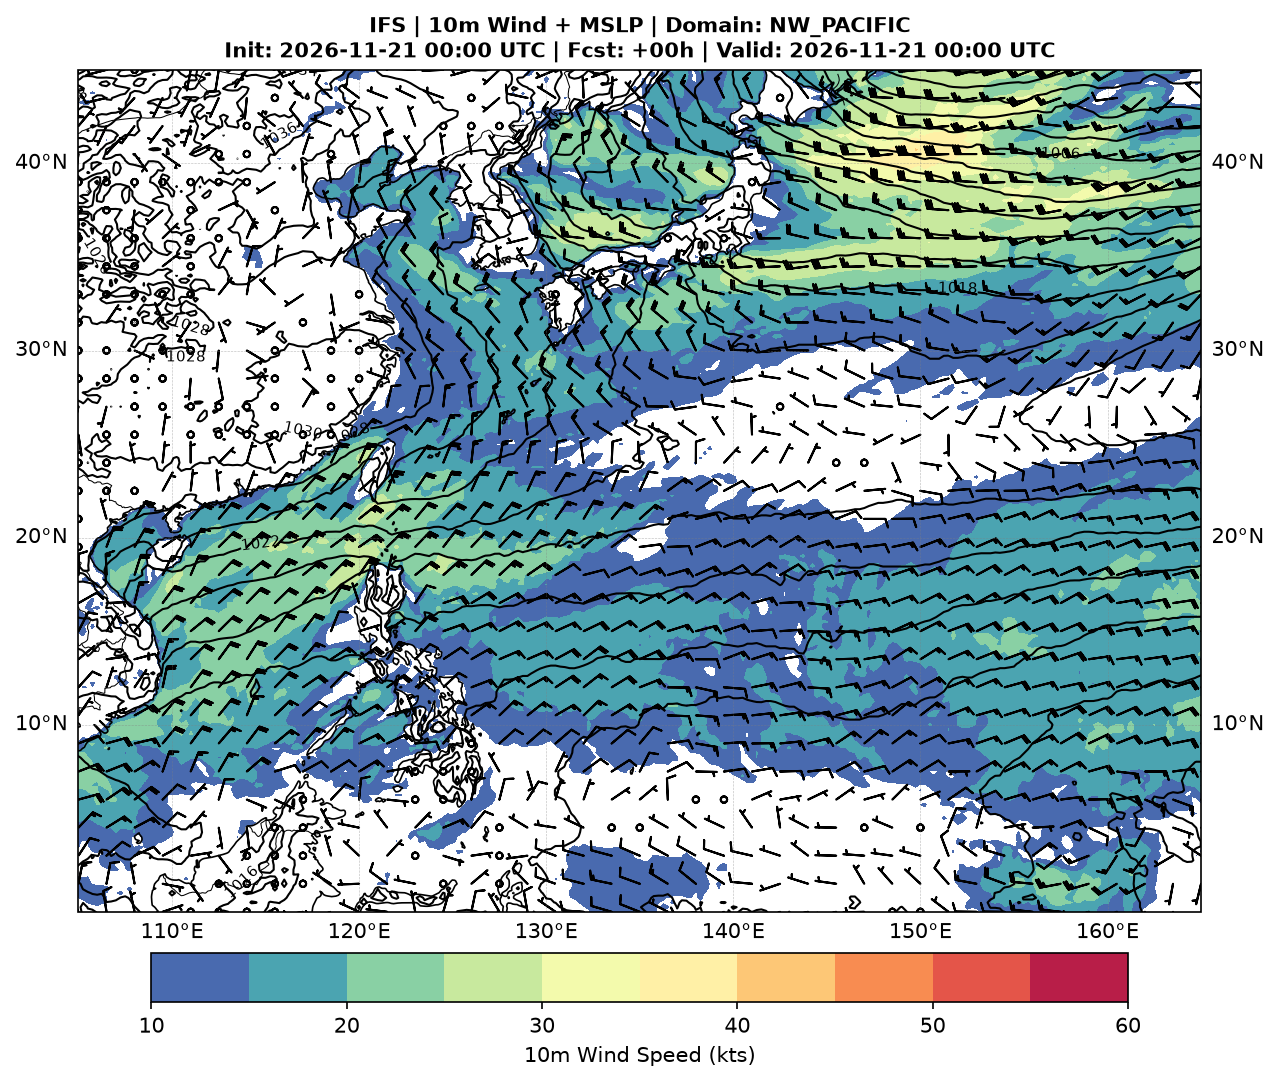 IFS | 10m Wind + MSLP | Domain: NW_PACIFIC
Init: 2026-11-21 00:00 UTC | Fcst: +00h | Valid: 2026-11-21 00:00 UTC
1036
40°N
1006
40°N
1018
1028
1028
30°N
30°N
1030
1022
20°N
20°N
10°N
10°N
1016
110°E 120°E 130°E 140°E 150°E 160°E
10 20 30 40 50 60
10m Wind Speed (kts)